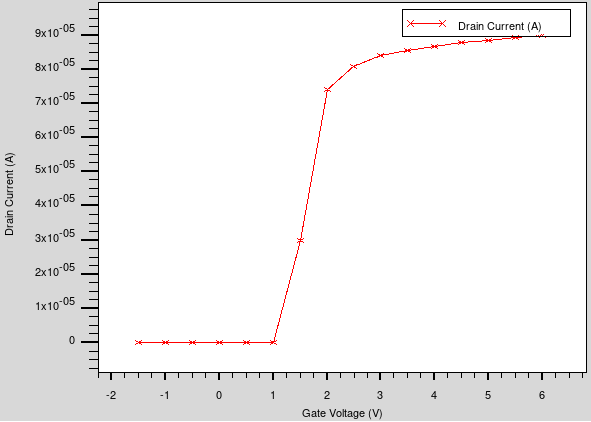 Drain Current (A)
9x10-05
8x10-05
7x10-05
6x10-05
5x10-05
4x10-05
3x10-05
2x10-05
1x10-05
0
Drain Current (A)
-2 -1 0 1 2 3 4 5 6
Gate Voltage (V)